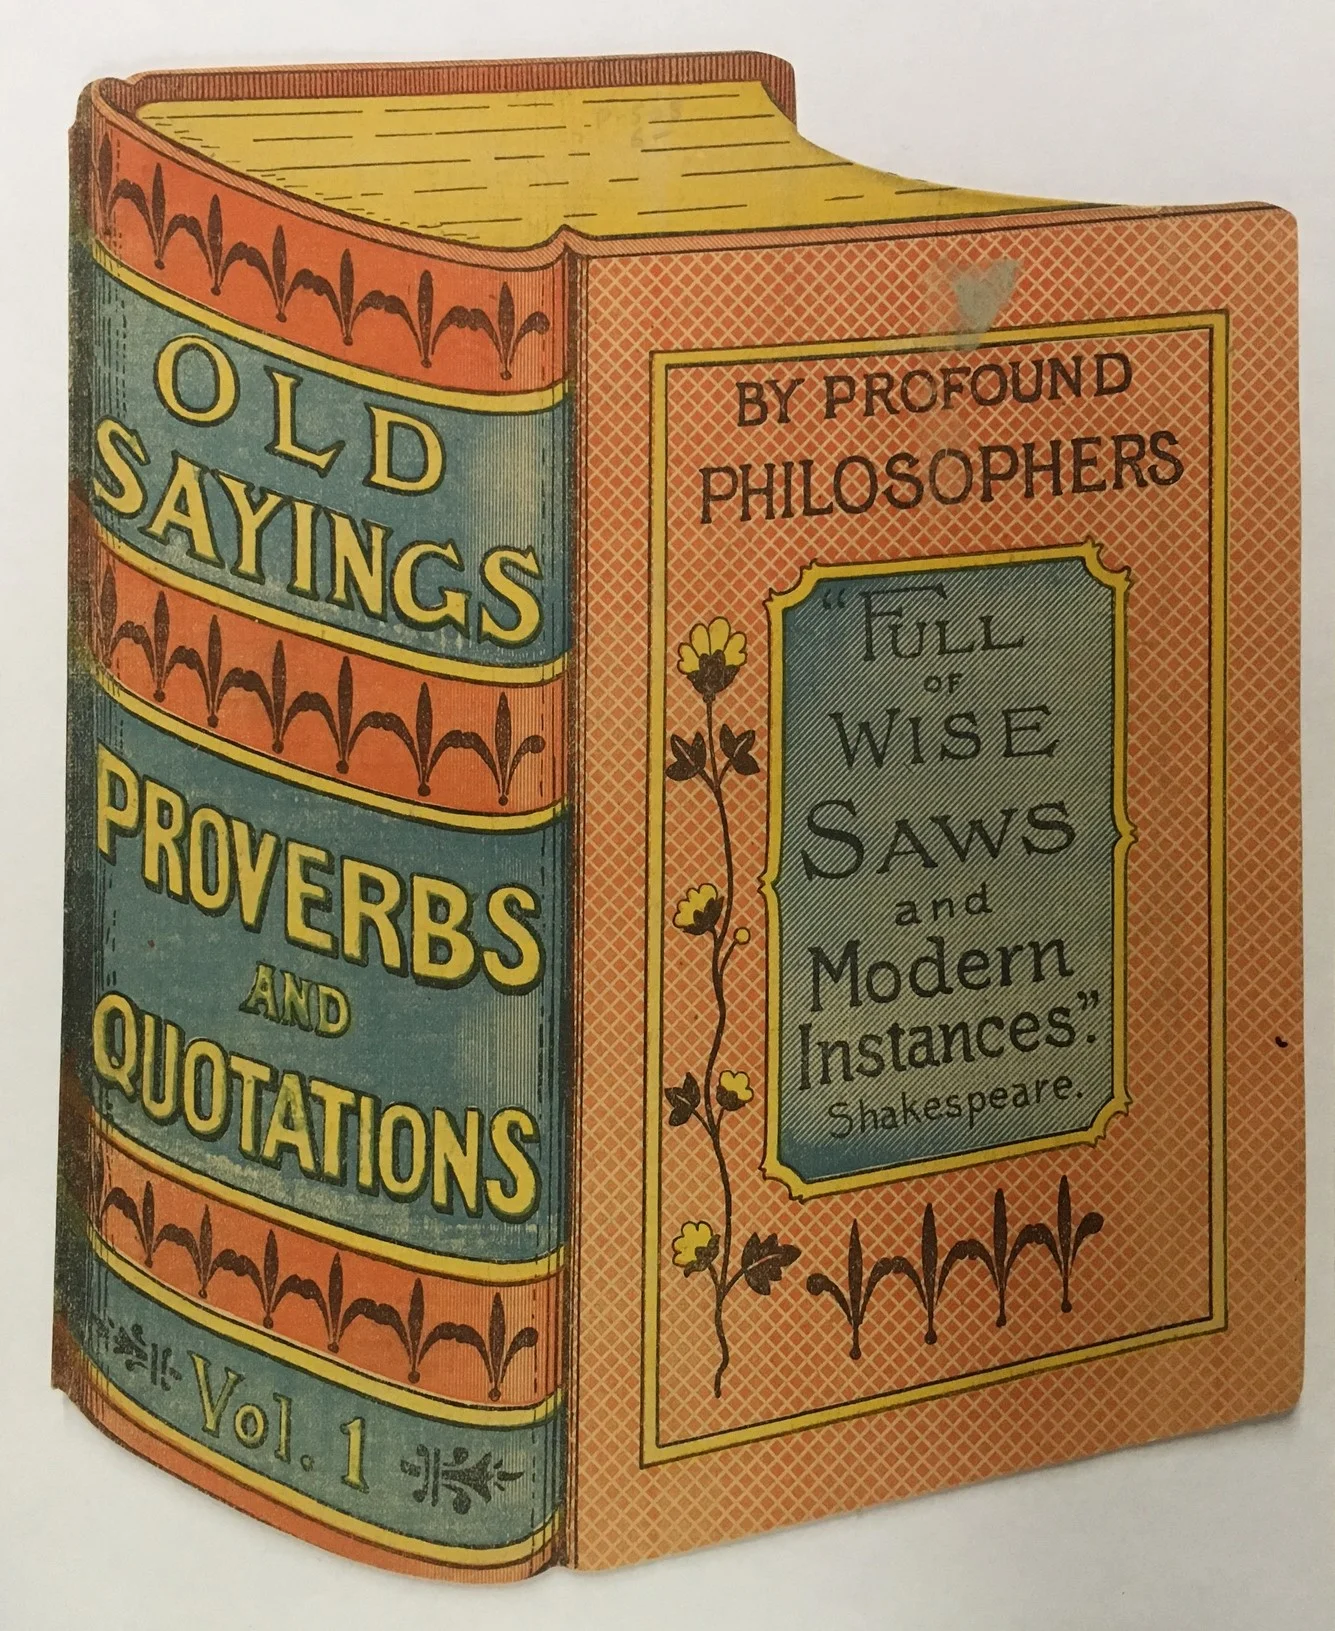 OLD
SAYINGS
PROVERBS
AND
QUOTATIONS
Vol. 1
BY PROFOUND
PHILOSOPHERS
"FULL
OF
WISE
SAWS
and
Modern
Instances".
Shakespeare.